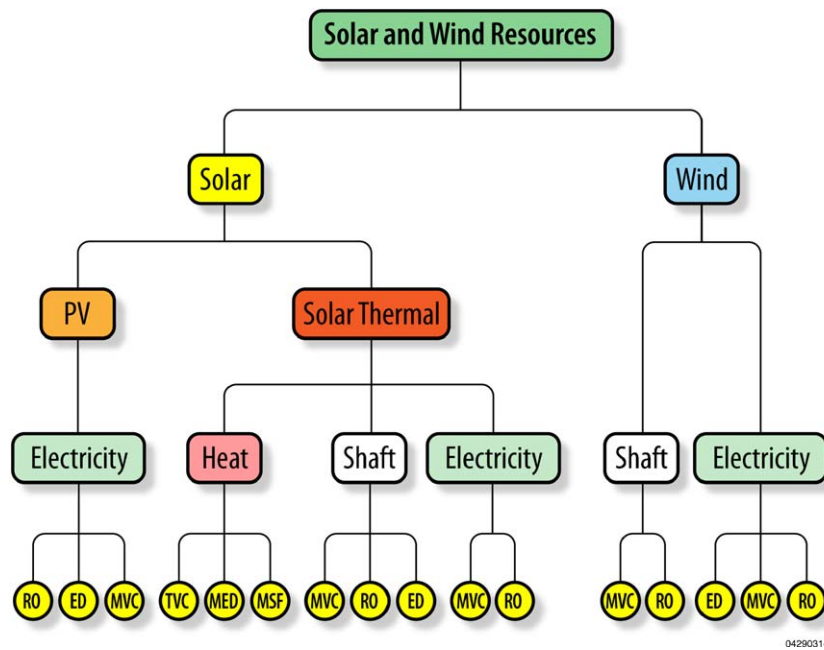 Solar and Wind Resources
Solar Wind
PV Solar Thermal
Electricity Heat Shaft Electricity Shaft Electricity
RO ED MVC TVC MED MSF MVC RO ED MVC RO MVC RO ED MVC RO